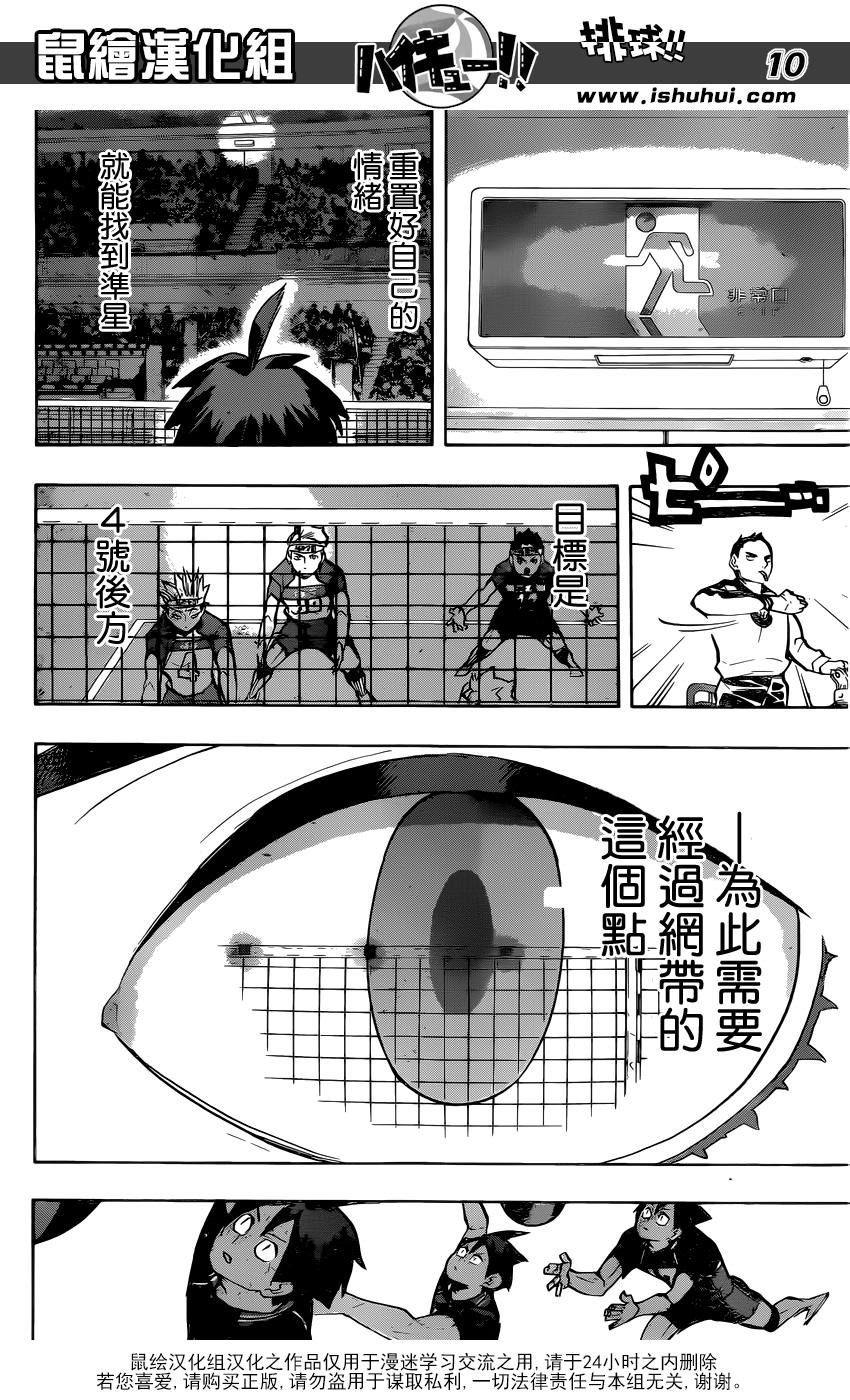 鼠繪漢化組
ハイキュー!!
排球!!
10
www.ishuhui.com
非常口
EXIT
重置好自己的
情緒
就能找到準星
ピ
目標是
4號後方
4
—為此需要
經過網帶的
這個點
鼠绘汉化组汉化之作品仅用于漫迷学习交流之用,请于24小时之内删除
若您喜爱,请购买正版,请勿盗用于谋取私利,一切法律责任与本组无关,谢谢。